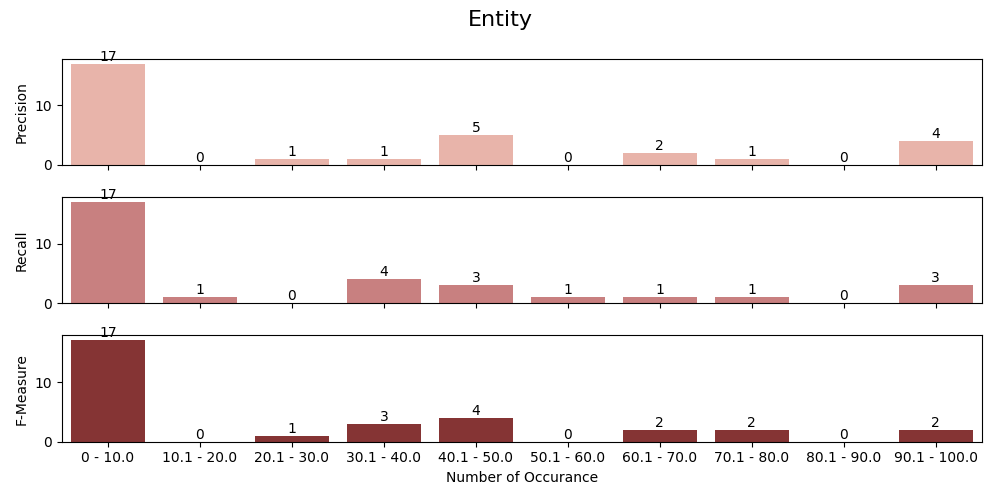 Entity
Precision
10
0
17 0 1 1 5 0 2 1 0 4
Recall
10
0
17 1 0 4 3 1 1 1 0 3
F-Measure
10
0
17 0 1 3 4 0 2 2 0 2
0 - 10.0 10.1 - 20.0 20.1 - 30.0 30.1 - 40.0 40.1 - 50.0 50.1 - 60.0 60.1 - 70.0 70.1 - 80.0 80.1 - 90.0 90.1 - 100.0
Number of Occurance